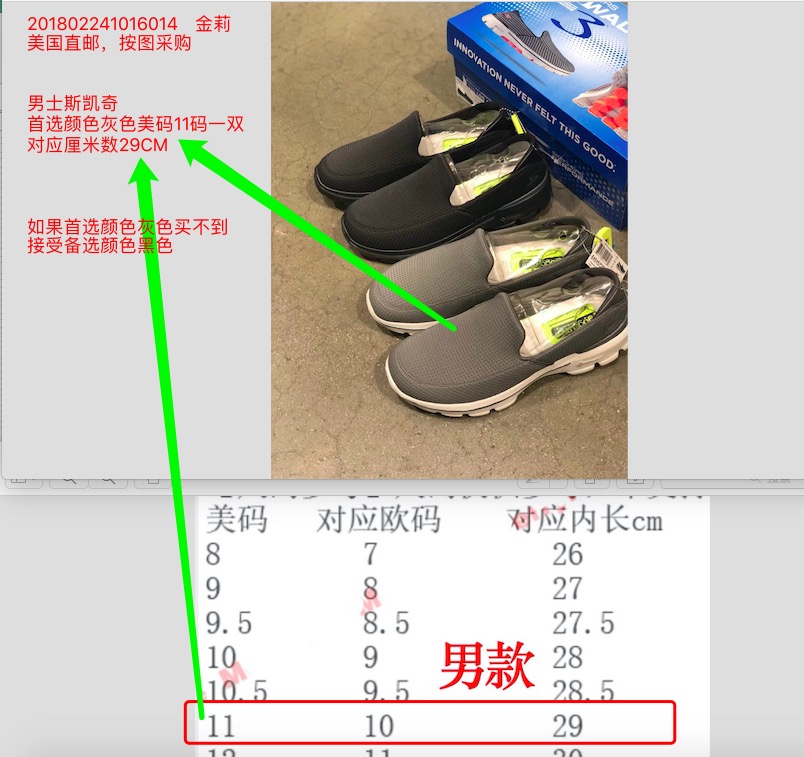 201802241016014 金莉
美国直邮，按图采购
男士斯凯奇
首选颜色灰色美码11码一双
对应厘米数29CM
如果首选颜色灰色买不到
接受备选颜色黑色
INNOVATION NEVER FELT THIS GOOD.
PERFORMANCE
美码 对应欧码 对应内长cm
8 7 26
9 8 27
9.5 8.5 27.5
10 9 28
10.5 9.5 28.5
男款
11 10 29
12 11 30